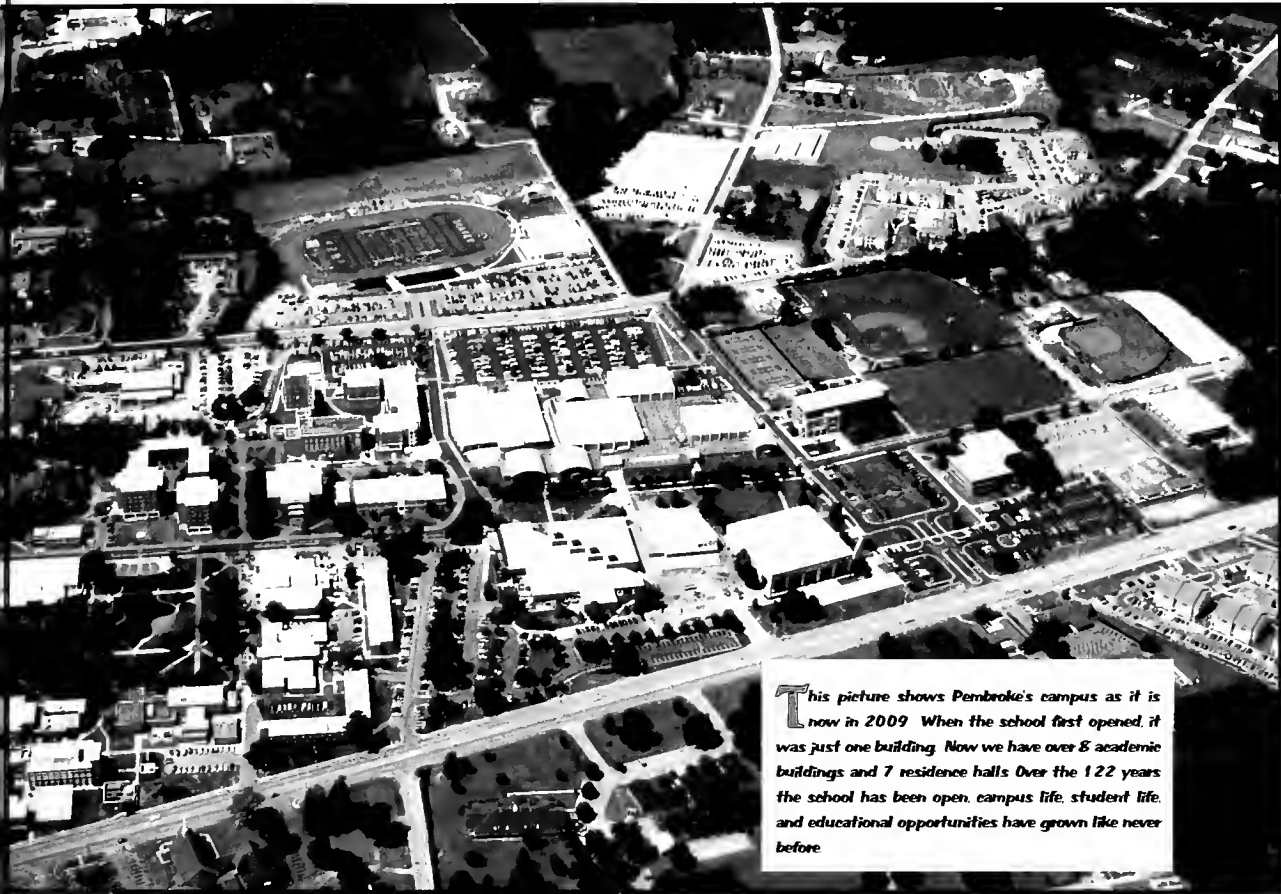 This picture shows Pembroke's campus as it is
now in 2009 When the school first opened, it
was just one building. Now we have over 8 academic
buildings and 7 residence halls Over the 122 years
the school has been open, campus life, student life,
and educational opportunities have grown like never
before